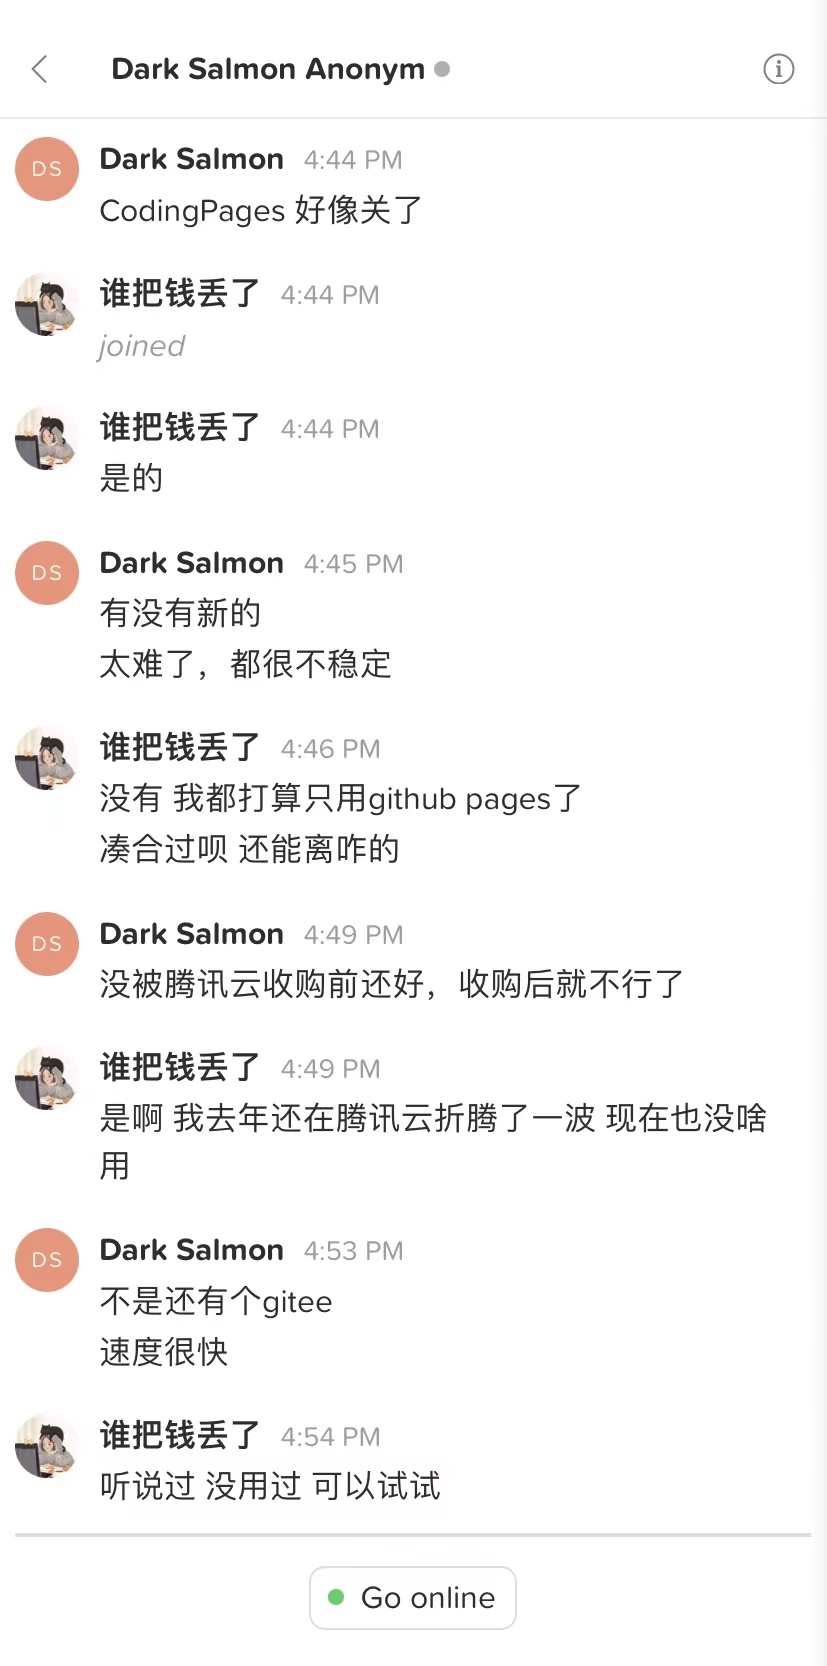 Dark Salmon Anonym
DS
Dark Salmon 4:44 PM
CodingPages 好像关了
谁把钱丢了 4:44 PM
joined
谁把钱丢了 4:44 PM
是的
DS
Dark Salmon 4:45 PM
有没有新的
太难了，都很不稳定
谁把钱丢了 4:46 PM
没有 我都打算只用github pages了
凑合过呗 还能离咋的
DS
Dark Salmon 4:49 PM
没被腾讯云收购前还好，收购后就不行了
谁把钱丢了 4:49 PM
是啊 我去年还在腾讯云折腾了一波 现在也没啥
用
DS
Dark Salmon 4:53 PM
不是还有个gitee
速度很快
谁把钱丢了 4:54 PM
听说过 没用过 可以试试
Go online